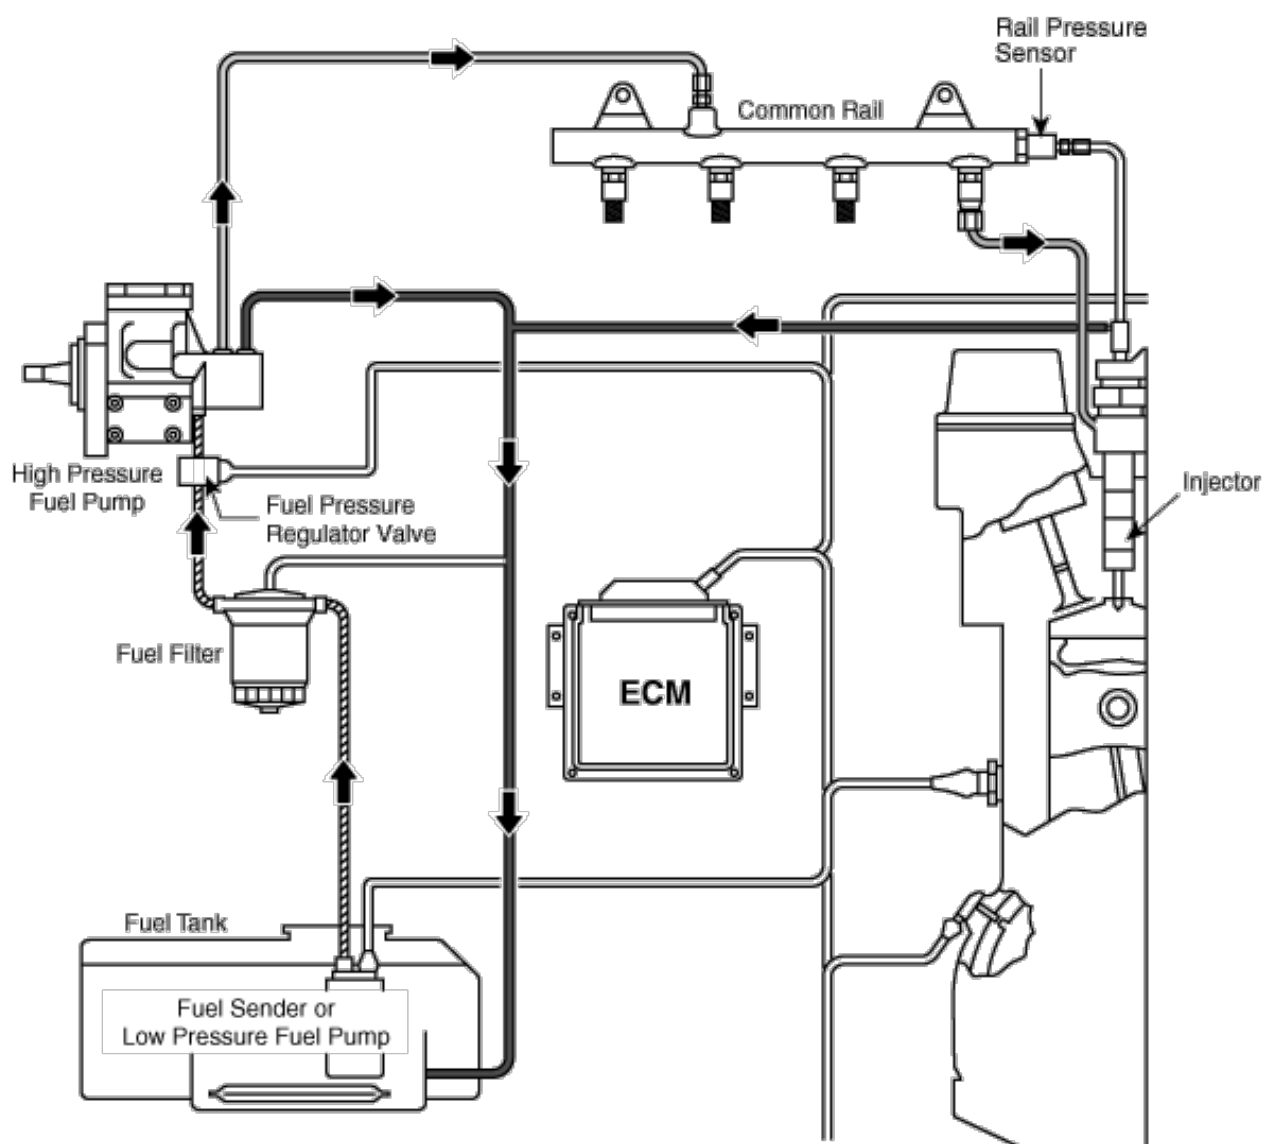 Rail Pressure
Sensor
Common Rail
High Pressure
Fuel Pump
Fuel Pressure
Regulator Valve
Injector
Fuel Filter
ECM
Fuel Tank
Fuel Sender or
Low Pressure Fuel Pump